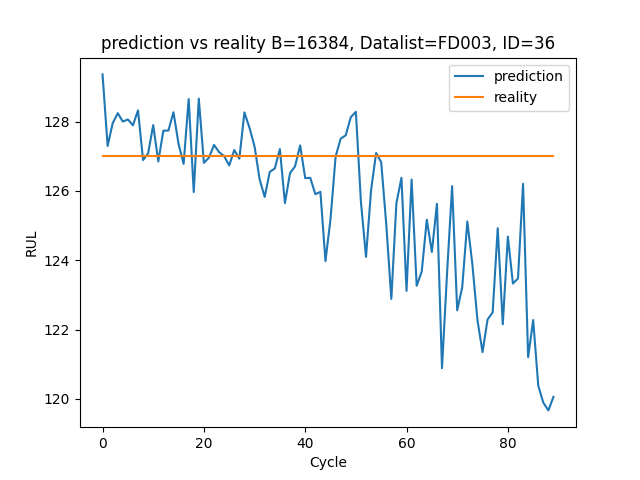 prediction vs reality B=16384, Datalist=FD003, ID=36
prediction
reality
128
126
124
122
120
RUL
0 20 40 60 80
Cycle